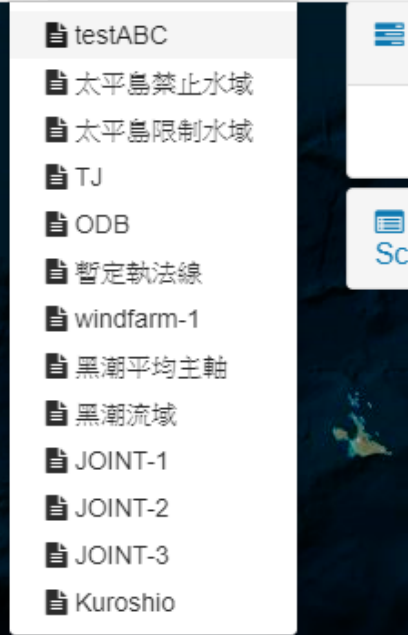 testABC
太平島禁止水域
太平島限制水域
TJ
ODB
暫定執法線
windfarm-1
黑潮平均主軸
黑潮流域
JOINT-1
JOINT-2
JOINT-3
Kuroshio
Sc